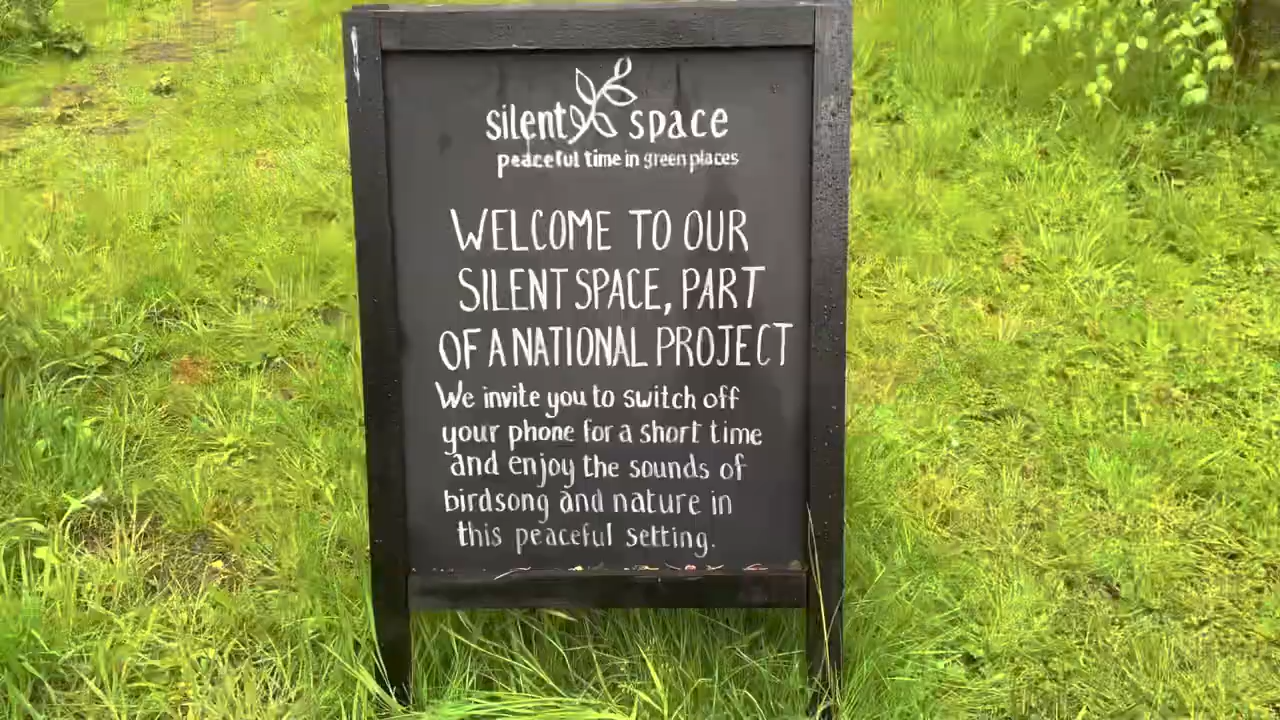 silent space
peaceful time in green places
WELCOME TO OUR
SILENT SPACE, PART
OF A NATIONAL PROJECT
We invite you to switch off
your phone for a short time
and enjoy the sounds of
birdsong and nature in
this peaceful setting.